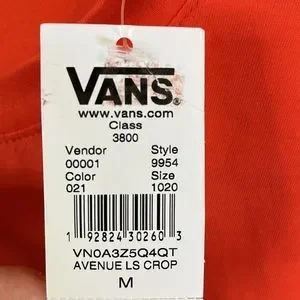 VANS
www.vans.com
Class
3800
Vendor Style
00001 9954
Color Size
021 1020
1 92824 30260 3
VN0A3Z5Q4QT
AVENUE LS CROP
M